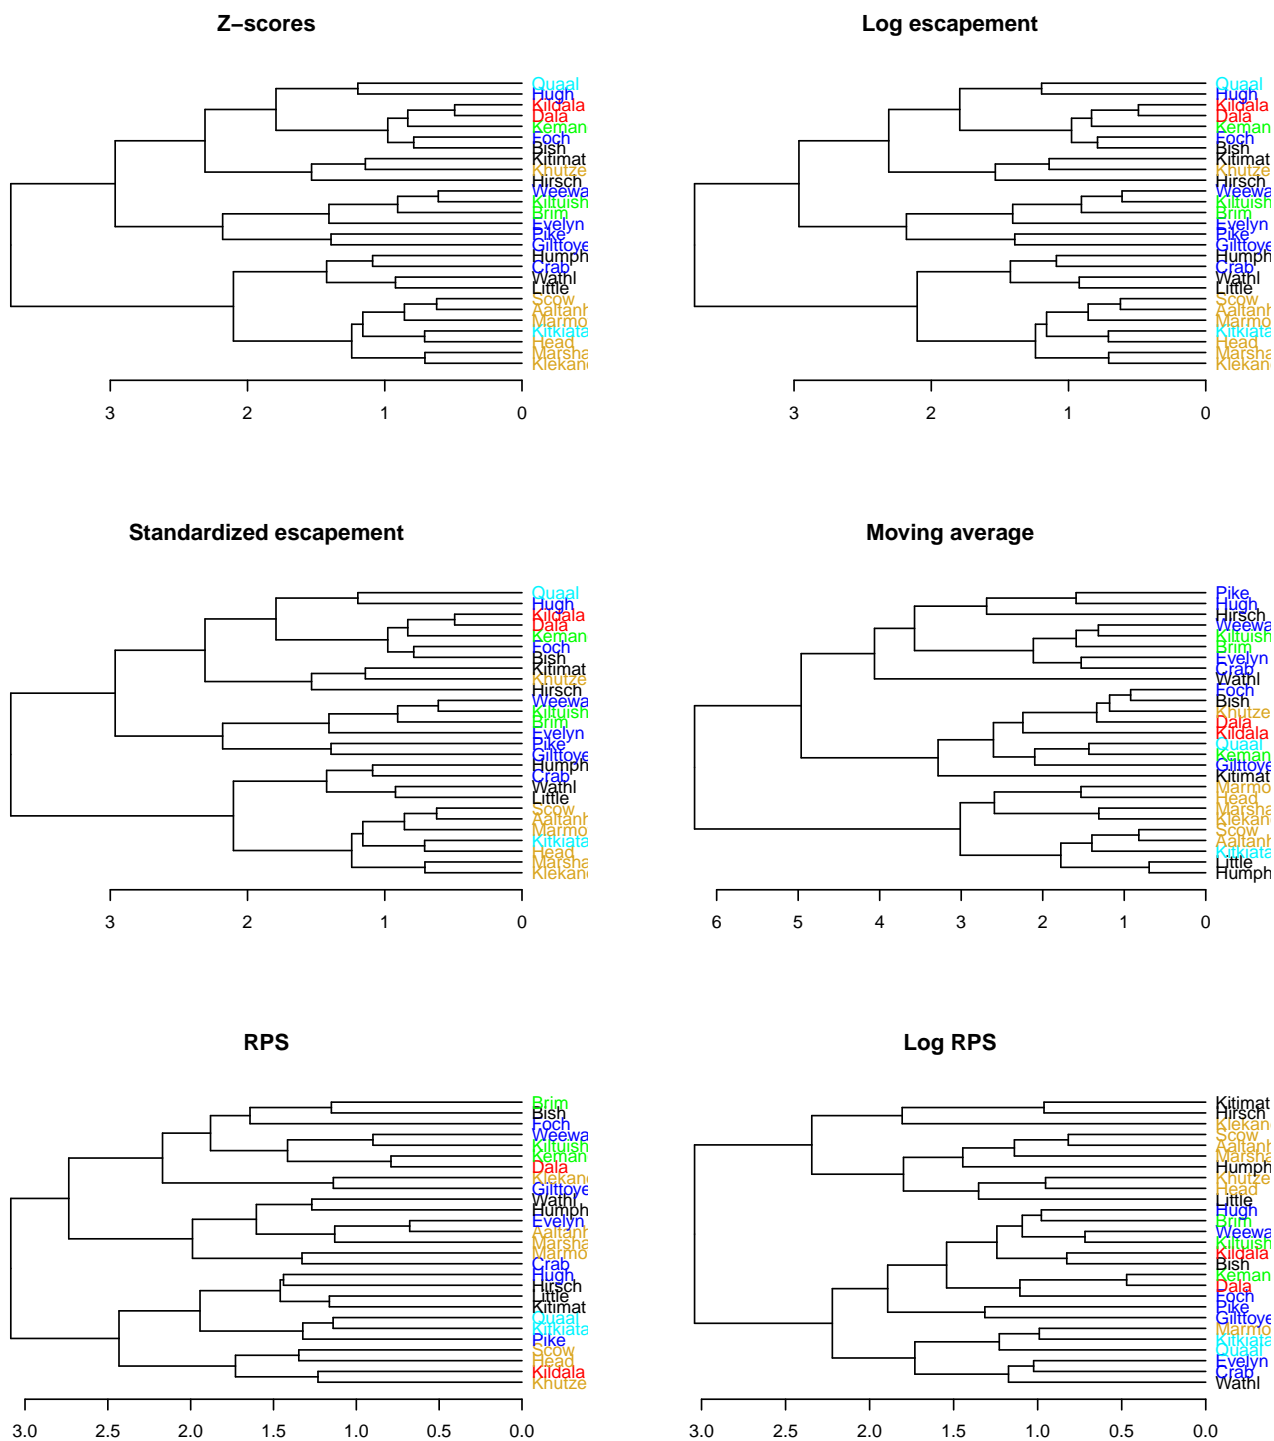 Z−scores
Quaal
Hugh
Kildala
Dala
Keman
Foch
Bish
Kitimat
Khutze
Hirsch
Weewa
Kiltuish
Brim
Evelyn
Pike
Gilttoye
Humph
Crab
Wathl
Little
Scow
Aaltanh
Marmo
Kitkiata
Head
Marsha
Klekane
3 2 1 0
Log escapement
Quaal
Hugh
Kildala
Dala
Keman
Foch
Bish
Kitimat
Khutze
Hirsch
Weewa
Kiltuish
Brim
Evelyn
Pike
Gilttoye
Humph
Crab
Wathl
Little
Scow
Aaltanh
Marmo
Kitkiata
Head
Marsha
Klekane
3 2 1 0
Standardized escapement
Quaal
Hugh
Kildala
Dala
Keman
Foch
Bish
Kitimat
Khutze
Hirsch
Weewa
Kiltuish
Brim
Evelyn
Pike
Gilttoye
Humph
Crab
Wathl
Little
Scow
Aaltanh
Marmo
Kitkiata
Head
Marsha
Klekane
3 2 1 0
Moving average
Pike
Hugh
Hirsch
Weewa
Kiltuish
Brim
Evelyn
Crab
Wathl
Foch
Bish
Khutze
Dala
Kildala
Quaal
Keman
Gilttoye
Kitimat
Marmo
Head
Marsha
Klekane
Scow
Aaltanh
Kitkiata
Little
Humph
6 5 4 3 2 1 0
RPS
Brim
Bish
Foch
Weewa
Kiltuish
Keman
Dala
Klekane
Gilttoye
Wathl
Humph
Evelyn
Aaltanh
Marsha
Marmo
Crab
Hugh
Hirsch
Little
Kitimat
Quaal
Kitkiata
Pike
Scow
Head
Kildala
Khutze
3.0 2.5 2.0 1.5 1.0 0.5 0.0
Log RPS
Kitimat
Hirsch
Klekane
Scow
Aaltanh
Marsha
Humph
Khutze
Head
Little
Hugh
Brim
Weewa
Kiltuish
Kildala
Bish
Keman
Dala
Foch
Pike
Gilttoye
Marmo
Kitkiata
Quaal
Evelyn
Crab
Wathl
3.0 2.5 2.0 1.5 1.0 0.5 0.0